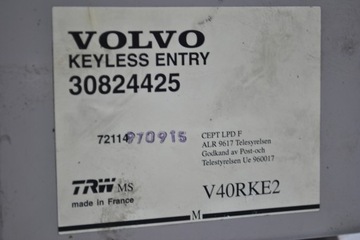 VOLVO
KEYLESS ENTRY
30824425
72114 970915
CEPT LPD F
ALR 9617 Telesyrelsen
Godkand av Post-och
Telestyrelsen Ue 960017
TRW MS
made in France
V40RKE2
M